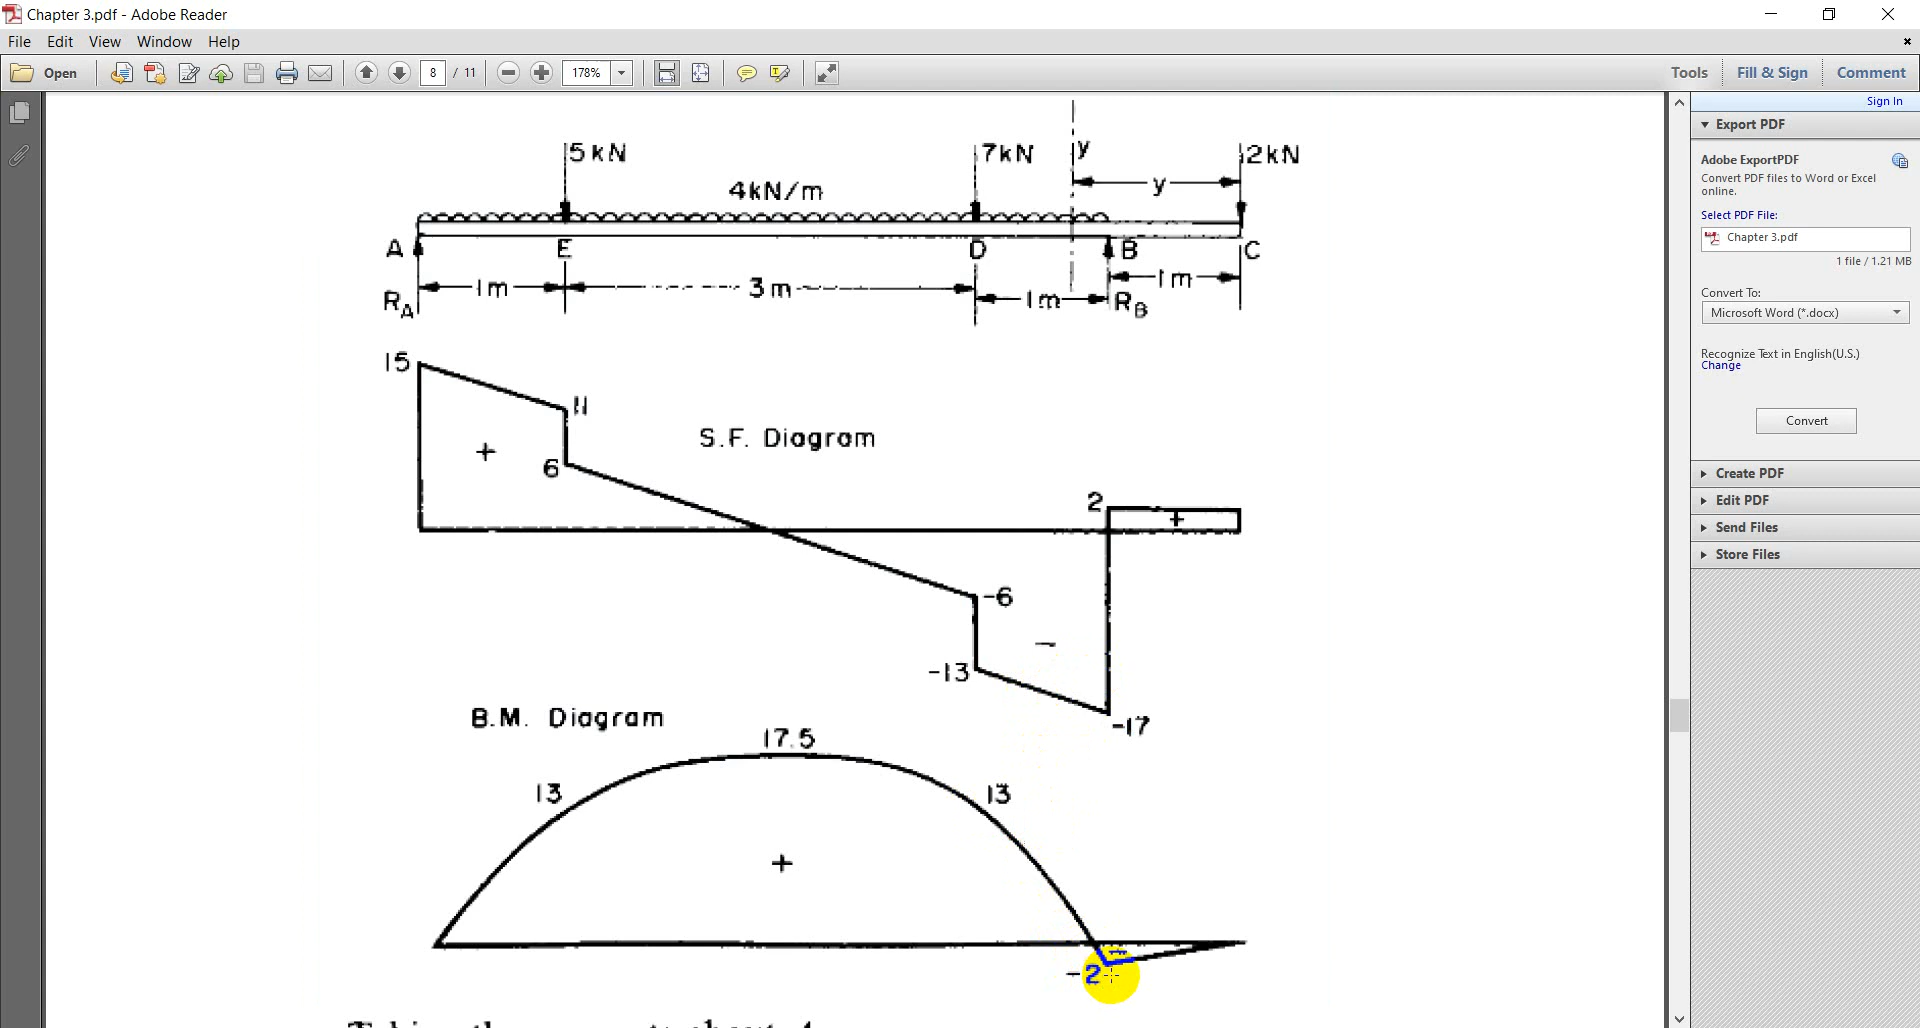 Chapter 3.pdf - Adobe Reader
File Edit View Window Help
Open 8 / 11 178% Tools Fill & Sign Comment
Sign In
Export PDF
Adobe ExportPDF
Convert PDF files to Word or Excel
online.
Select PDF File:
Chapter 3.pdf
1 file / 1.21 MB
Convert To:
Microsoft Word (*.docx)
Recognize Text in English(U.S.)
Change
Convert
Create PDF
Edit PDF
Send Files
Store Files
5 kN 7kN y 2kN
4kN/m y
A E D B C
RA 1m 3m 1m RB 1m
15
11
+ S.F. Diagram
6
2
+
-6
-
-13
-17
B.M. Diagram
17.5
13 13
+
-
-2